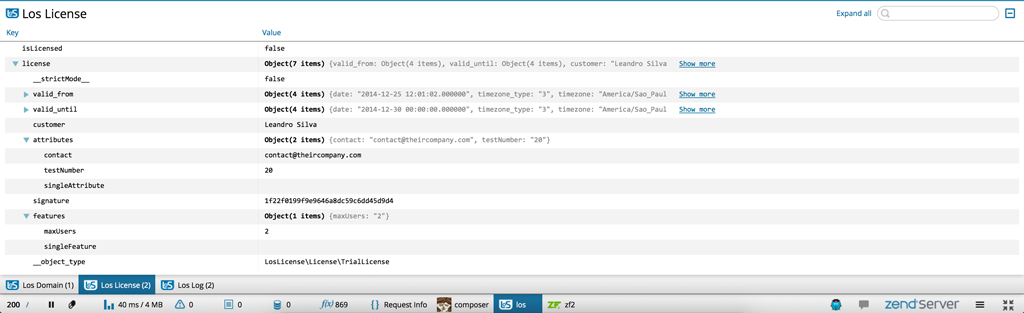 Los License Expand all
Key Value
isLicensed false
license Object(7 items) {valid_from: Object(4 items), valid_until: Object(4 items), customer: "Leandro Silva Show more
__strictMode__ false
valid_from Object(4 items) {date: "2014-12-25 12:01:02.000000", timezone_type: "3", timezone: "America/Sao_Paul Show more
valid_until Object(4 items) {date: "2014-12-30 00:00:00.000000", timezone_type: "3", timezone: "America/Sao_Paul Show more
customer Leandro Silva
attributes Object(2 items) {contact: "contact@theircompany.com", testNumber: "20"}
contact contact@theircompany.com
testNumber 20
singleAttribute
signature 1f22f0199f9e9646a8dc59c6dd45d9d4
features Object(1 items) {maxUsers: "2"}
maxUsers 2
singleFeature
__object_type LosLicense\License\TrialLicense
Los Domain (1) Los License (2) Los Log (2)
200 / 40 ms / 4 MB 0 0 0 f(x) 869 {} Request Info composer los ZF zf2 zend Server